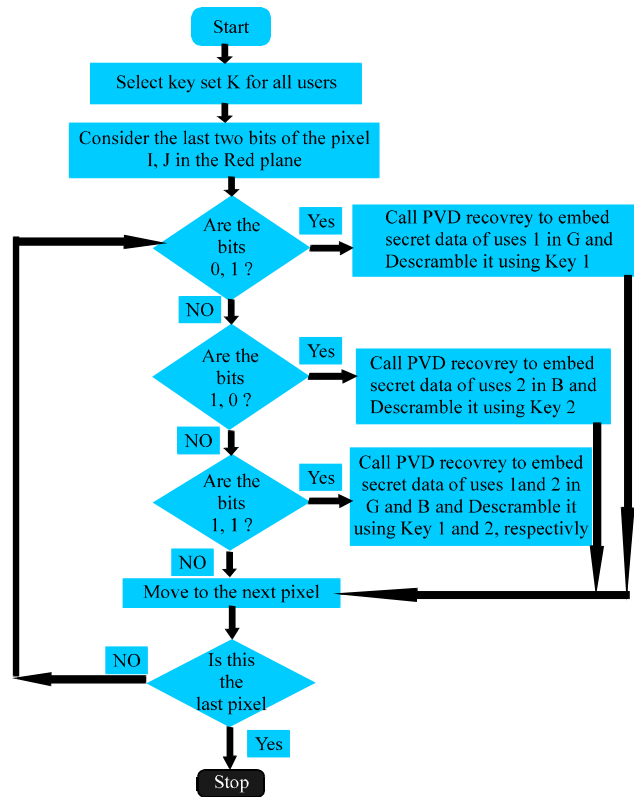 Start
Select key set K for all users
Consider the last two bits of the pixel
I, J in the Red plane
Are the
bits
0, 1 ?
Yes
Call PVD recovrey to embed
secret data of uses 1 in G and
Descramble it using Key 1
NO
Are the
bits
1, 0?
Yes
Call PVD recovrey to embed
secret data of uses 2 in B and
Descramble it using Key 2
NO
Are the
bits
1, 1 ?
Yes
Call PVD recovrey to embed
secret data of uses 1and 2 in
G and B and Descramble it
using Key 1 and 2, respectivly
NO
Move to the next pixel
NO
Is this
the
last pixel
Yes
Stop